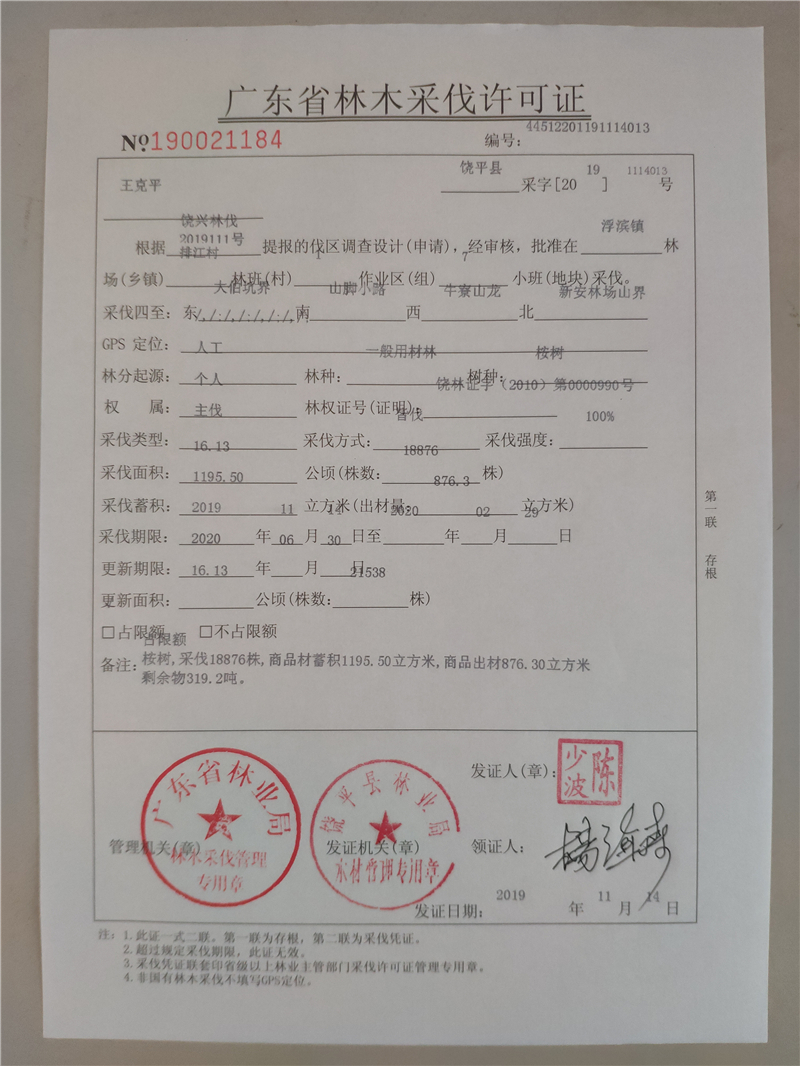 广东省林木采伐许可证
№190021184
编号：
44512201191114013
王克平
饶平县 采字[20 19 ] 1114013 号
饶兴林伐
根据 2019111号 提报的伐区调查设计(申请)，经审核，批准在 浮滨镇 林
场(乡镇) 排江村 林班(村) 1 作业区(组) 7 小班(地块)采伐。
采伐四至：东 大伯坑界 南 山脚小路 西 牛寮山龙 北 新安林场山界
GPS 定位： /,/:/,/:/,/:/,
林分起源： 人工 林种： 一般用材林 树种： 桉树
权 属： 个人 林权证号(证明)： 饶林证字（2010）第0000990号
采伐类型： 主伐 采伐方式： 皆伐 采伐强度： 100%
采伐面积： 16.13 公顷(株数： 18876 株)
采伐蓄积： 1195.50 立方米(出材量： 876.3 立方米)
采伐期限： 2019 年 11 月 14 日至 2020 年 02 月 29 日
更新期限： 2020 年 06 月 30 日
更新面积： 16.13 公顷(株数： 21538 株)
□占限额 □不占限额
占限额
备注：桉树,采伐18876株,商品材蓄积1195.50立方米,商品出材876.30立方米
剩余物319.2吨。
第一联 存根
广东省林业局
林木采伐管理
专用章
管理机关(章)
饶平县林业局
木材管理专用章
发证机关(章)
发证人(章)：
陈少波
领证人：
发证日期： 2019 年 11 月 14 日
注：1.此证一式二联。第一联为存根，第二联为采伐凭证。
2.超过规定采伐期限，此证无效。
3.采伐凭证联套印省级以上林业主管部门采伐许可证管理专用章。
4.非国有林木采伐不填写GPS定位。